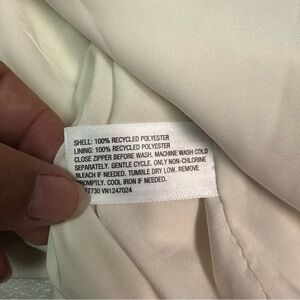 SHELL: 100% RECYCLED POLYESTER
LINING: 100% RECYCLED POLYESTER
CLOSE ZIPPER BEFORE WASH. MACHINE WASH COLD
SEPARATELY. GENTLE CYCLE. ONLY NON-CHLORINE
BLEACH IF NEEDED. TUMBLE DRY LOW. REMOVE
PROMPTLY. COOL IRON IF NEEDED.
VN1247024